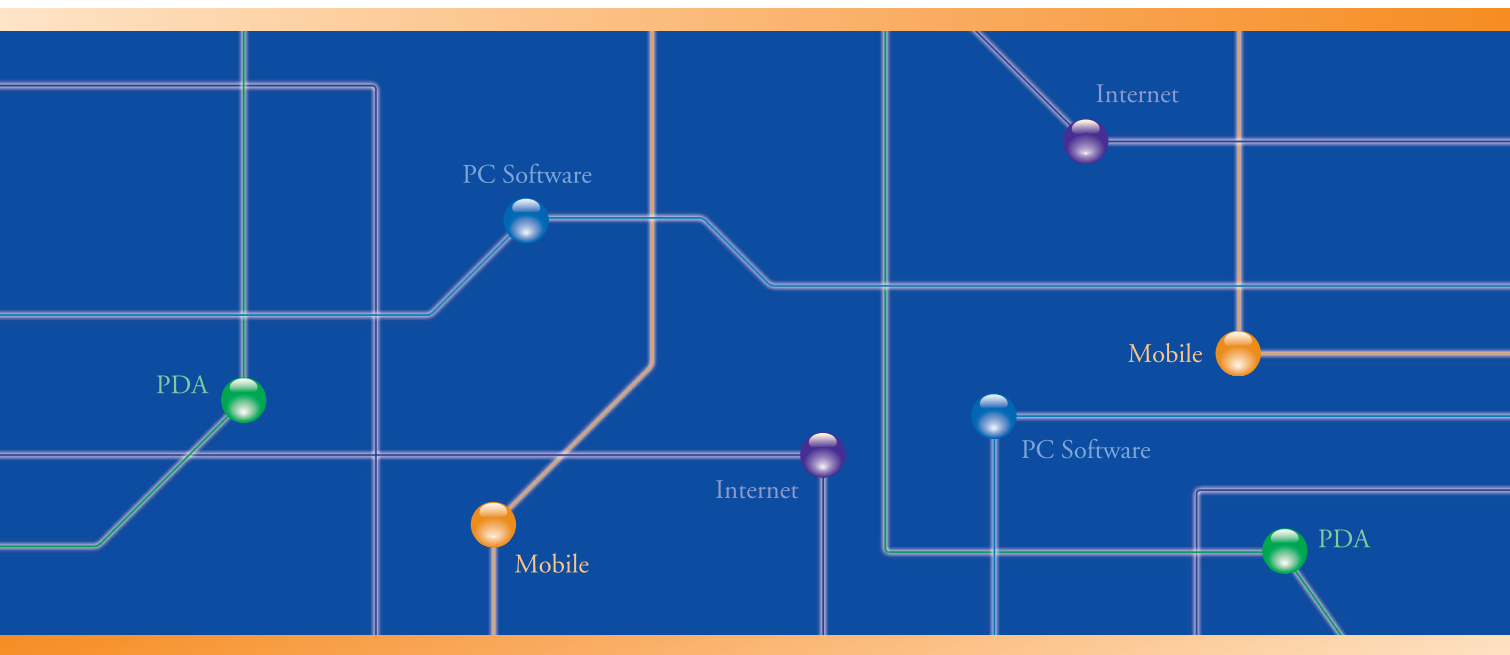 Internet
PC Software
Mobile
PDA
PC Software
Internet
PDA
Mobile